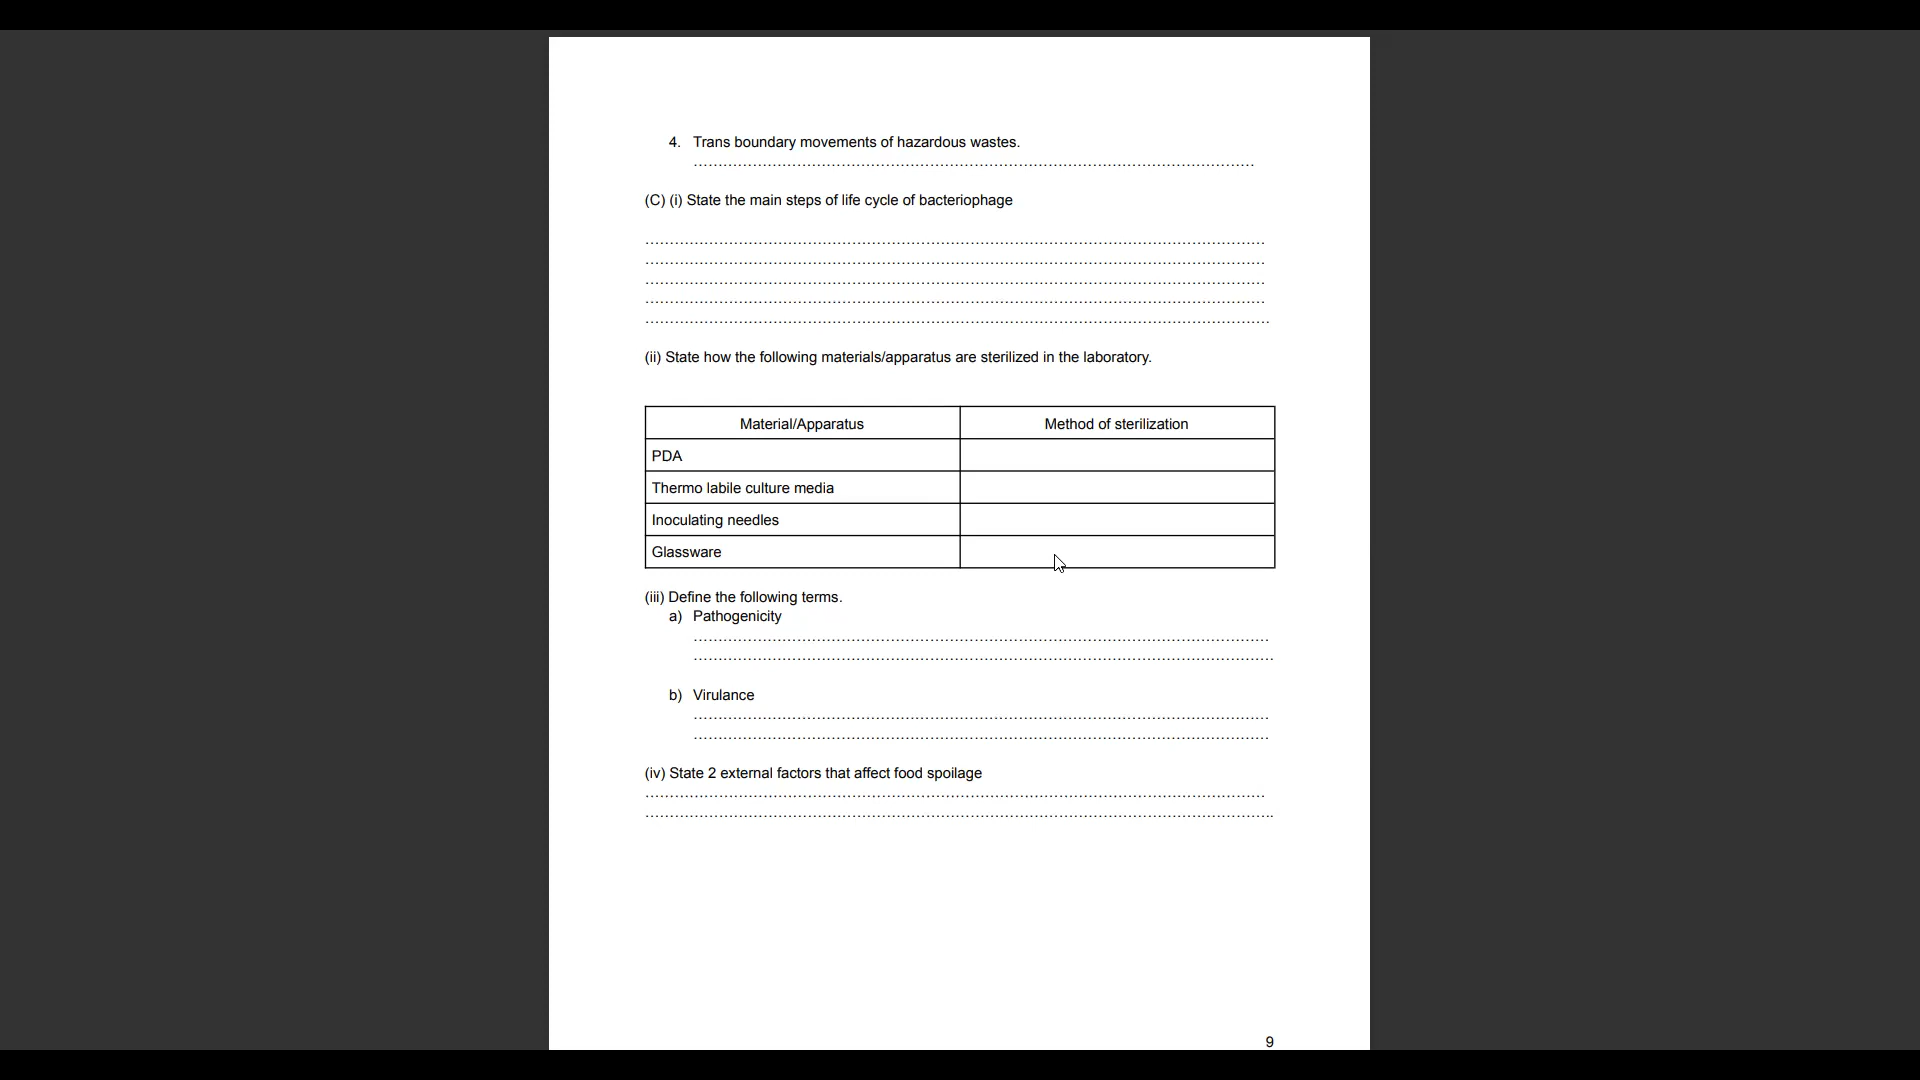 4. Trans boundary movements of hazardous wastes.
……………………………………………………………………………………………………
(C) (i) State the main steps of life cycle of bacteriophage
………………………………………………………………………………………………………………
………………………………………………………………………………………………………………
………………………………………………………………………………………………………………
………………………………………………………………………………………………………………
……………………………………………………………………………………………………………….
(ii) State how the following materials/apparatus are sterilized in the laboratory.
Material/Apparatus Method of sterilization
PDA
Thermo labile culture media
Inoculating needles
Glassware
(iii) Define the following terms.
a) Pathogenicity
………………………………………………………………………………………………………
……………………………………………………………………………………………………….
b) Virulance
………………………………………………………………………………………………………
………………………………………………………………………………………………………
(iv) State 2 external factors that affect food spoilage
………………………………………………………………………………………………………………
………………………………………………………………………………………………………………..
9